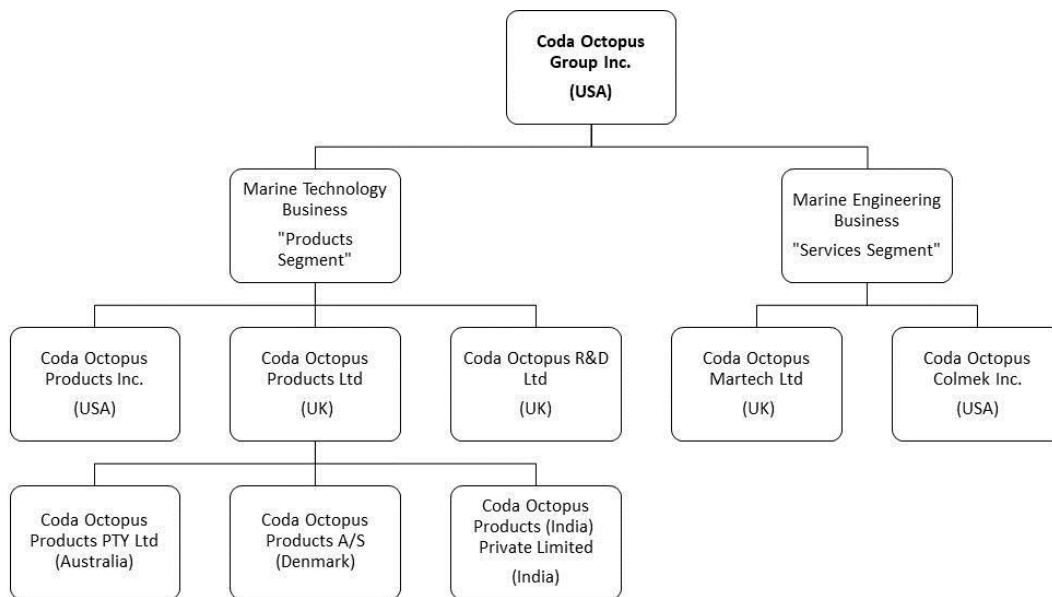 Coda Octopus
Group Inc.
(USA)
Marine Technology
Business
"Products
Segment"
Marine Engineering
Business
"Services Segment"
Coda Octopus
Products Inc.
(USA)
Coda Octopus
Products Ltd
(UK)
Coda Octopus R&D
Ltd
(UK)
Coda Octopus
Martech Ltd
(UK)
Coda Octopus
Colmek Inc.
(USA)
Coda Octopus
Products PTY Ltd
(Australia)
Coda Octopus
Products A/S
(Denmark)
Coda Octopus
Products (India)
Private Limited
(India)